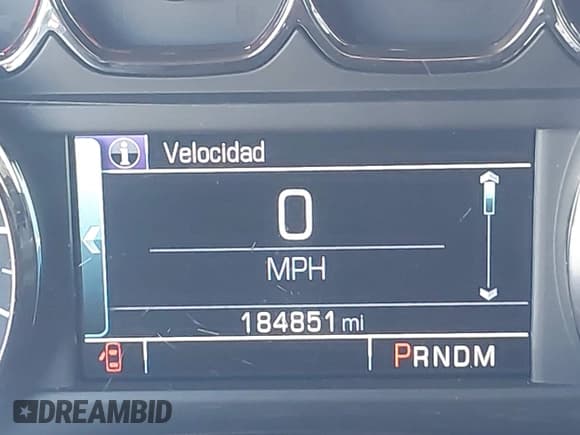 Velocidad
0
MPH
184851 mi
PRNDM
DREAMBID